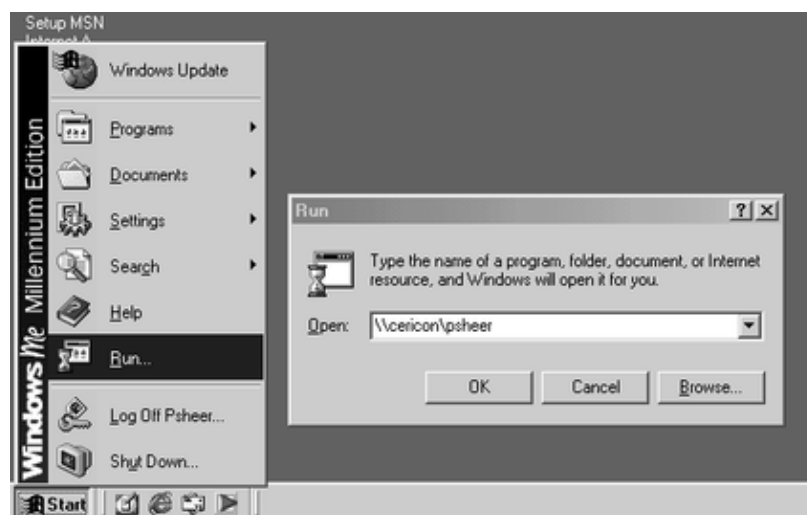 Setup MSN
Windows Update
Programs
Documents
Settings
Search
Help
Run...
Log Off Psheer...
Shut Down...
Windows Me Millennium Edition
Start
Run
Type the name of a program, folder, document, or Internet
resource, and Windows will open it for you.
Open: \\cericon\psheer
OK Cancel Browse...